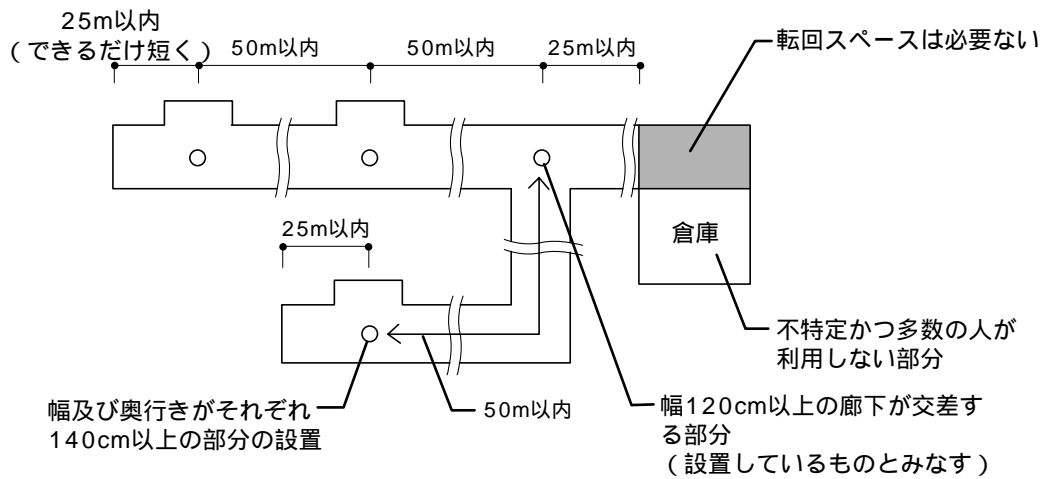 25m以内
（できるだけ短く）
50m以内
50m以内
25m以内
転回スペースは必要ない
25m以内
倉庫
不特定かつ多数の人が
利用しない部分
幅及び奥行きがそれぞれ
140cm以上の部分の設置
50m以内
幅120cm以上の廊下が交差す
る部分
（設置しているものとみなす）